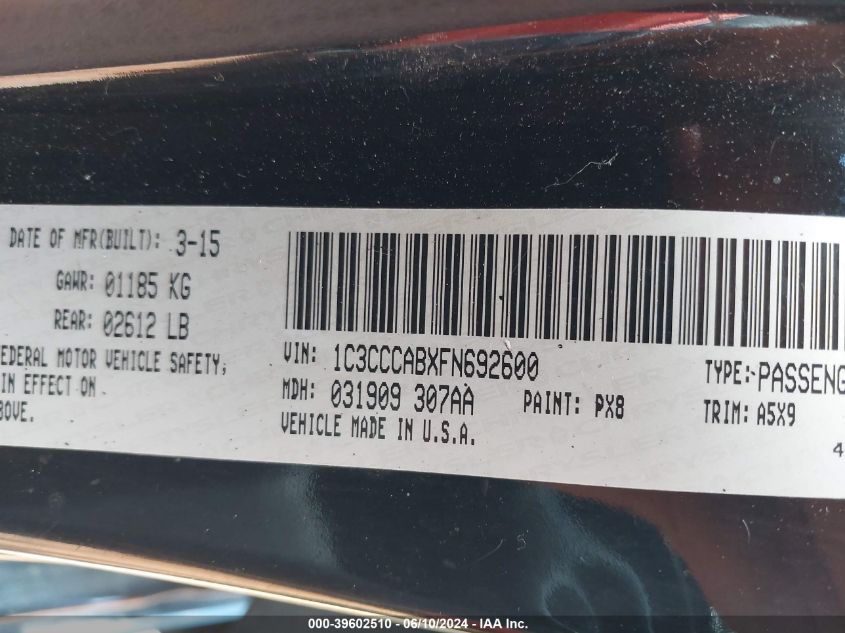 DATE OF MFR(BUILT): 3-15
GAWR: 01185 KG
REAR: 02612 LB
FEDERAL MOTOR VEHICLE SAFETY,
IN EFFECT ON
ABOVE.
VIN: 1C3CCCABXFN692600
MDH: 031909 307AA
PAINT: PX8
VEHICLE MADE IN U.S.A.
TYPE: PASSENG
TRIM: A5X9
4
000-39602510 - 06/10/2024 - IAA Inc.